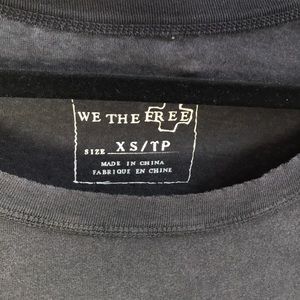 WE THE FREE
SIZE XS/TP
MADE IN CHINA
FABRIQUE EN CHINE